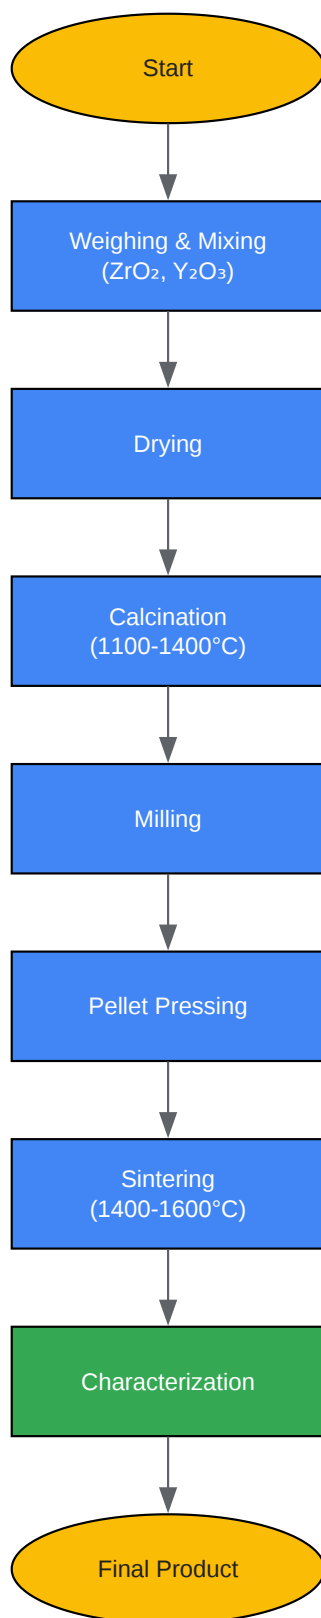 Start
Weighing & Mixing
(ZrO₂, Y₂O₃)
Drying
Calcination
(1100-1400°C)
Milling
Pellet Pressing
Sintering
(1400-1600°C)
Characterization
Final Product